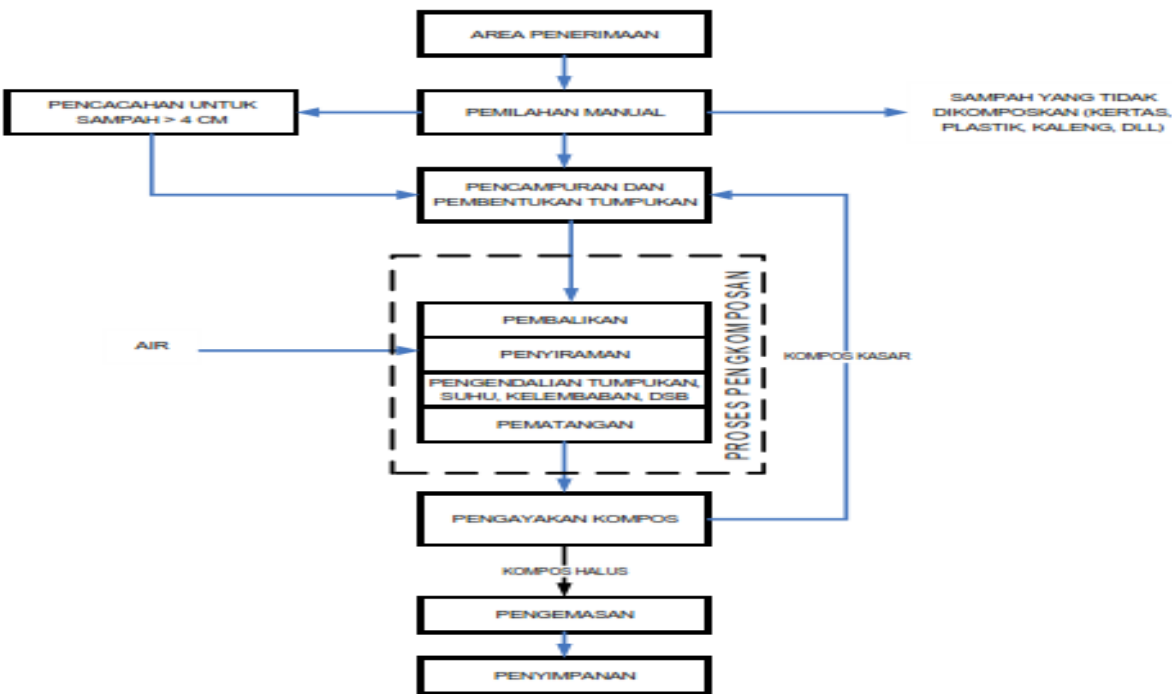 AREA PENERIMAAN
PENCACAHAN UNTUK
SAMPAH > 4 CM
PEMILAHAN MANUAL
SAMPAH YANG TIDAK
DIKOMPOSKAN (KERTAS,
PLASTIK, KALENG, DLL)
PENCAMPURAN DAN
PEMBENTUKAN TUMPUKAN
PROSES PENGKOMPOSAN
PEMBALIKAN
AIR
PENYIRAMAN
KOMPOS KASAR
PENGENDALIAN TUMPUKAN,
SUHU, KELEMBABAN, DSB
PEMATANGAN
PENGAYAKAN KOMPOS
KOMPOS HALUS
PENGEMASAN
PENYIMPANAN